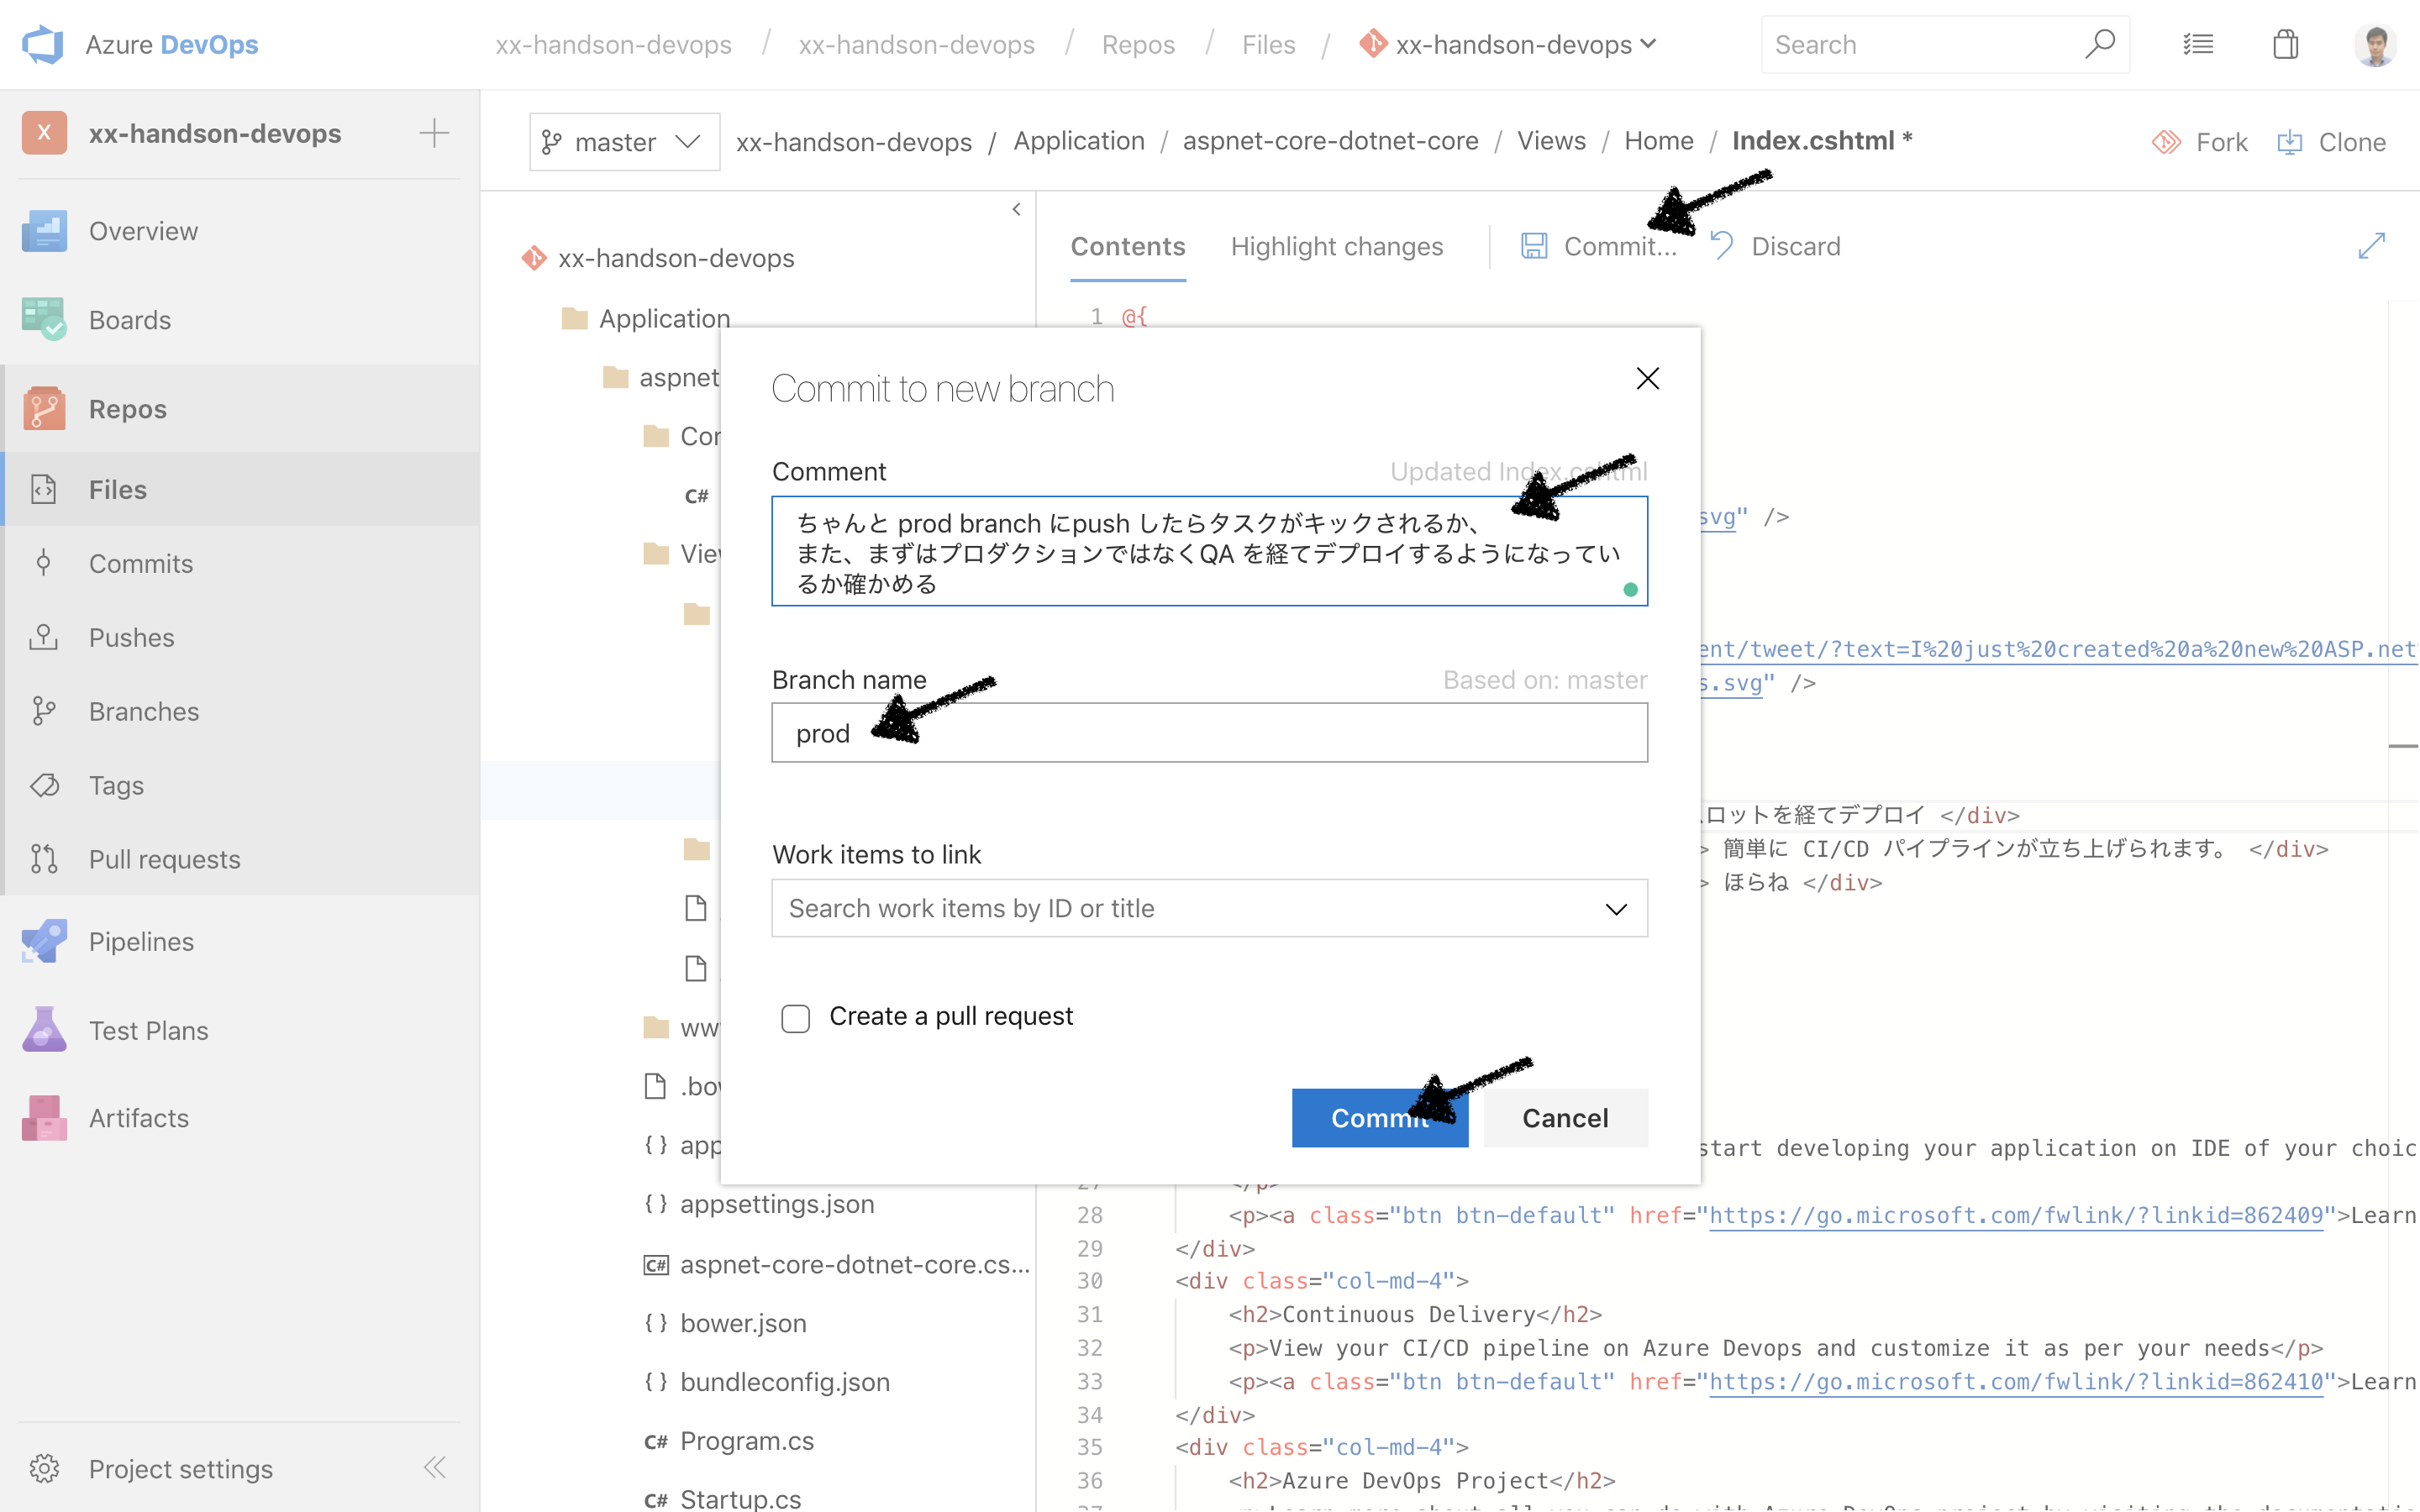 Azure DevOps
xx-handson-devops / xx-handson-devops / Repos / Files / xx-handson-devops
Search
X xx-handson-devops
Overview
Boards
Repos
Files
Commits
Pushes
Branches
Tags
Pull requests
Pipelines
Test Plans
Artifacts
Project settings
master
xx-handson-devops / Application / aspnet-core-dotnet-core / Views / Home / Index.cshtml *
Fork
Clone
xx-handson-devops
Application
aspnet
Cor
C#
Vie
ww
.bow
{ } app
{ } appsettings.json
C# aspnet-core-dotnet-core.cs...
{ } bower.json
{ } bundleconfig.json
C# Program.cs
C# Startup.cs
Contents
Highlight changes
Commit...
Discard
1 @{
svg" />
ent/tweet/?text=I%20just%20created%20a%20new%20ASP.net
s.svg" />
ロットを経てデプロイ </div>
> 簡単に CI/CD パイプラインが立ち上げられます。 </div>
> ほらね </div>
start developing your application on IDE of your choic
27 </p>
28 <p><a class="btn btn-default" href="https://go.microsoft.com/fwlink/?linkid=862409">Learn
29 </div>
30 <div class="col-md-4">
31 <h2>Continuous Delivery</h2>
32 <p>View your CI/CD pipeline on Azure Devops and customize it as per your needs</p>
33 <p><a class="btn btn-default" href="https://go.microsoft.com/fwlink/?linkid=862410">Learn
34 </div>
35 <div class="col-md-4">
36 <h2>Azure DevOps Project</h2>
Commit to new branch
Comment
Updated Index.cshtml
ちゃんと prod branch にpush したらタスクがキックされるか、
また、まずはプロダクションではなくQA を経てデプロイするようになってい
るか確かめる
Branch name
Based on: master
prod
Work items to link
Search work items by ID or title
Create a pull request
Commit
Cancel